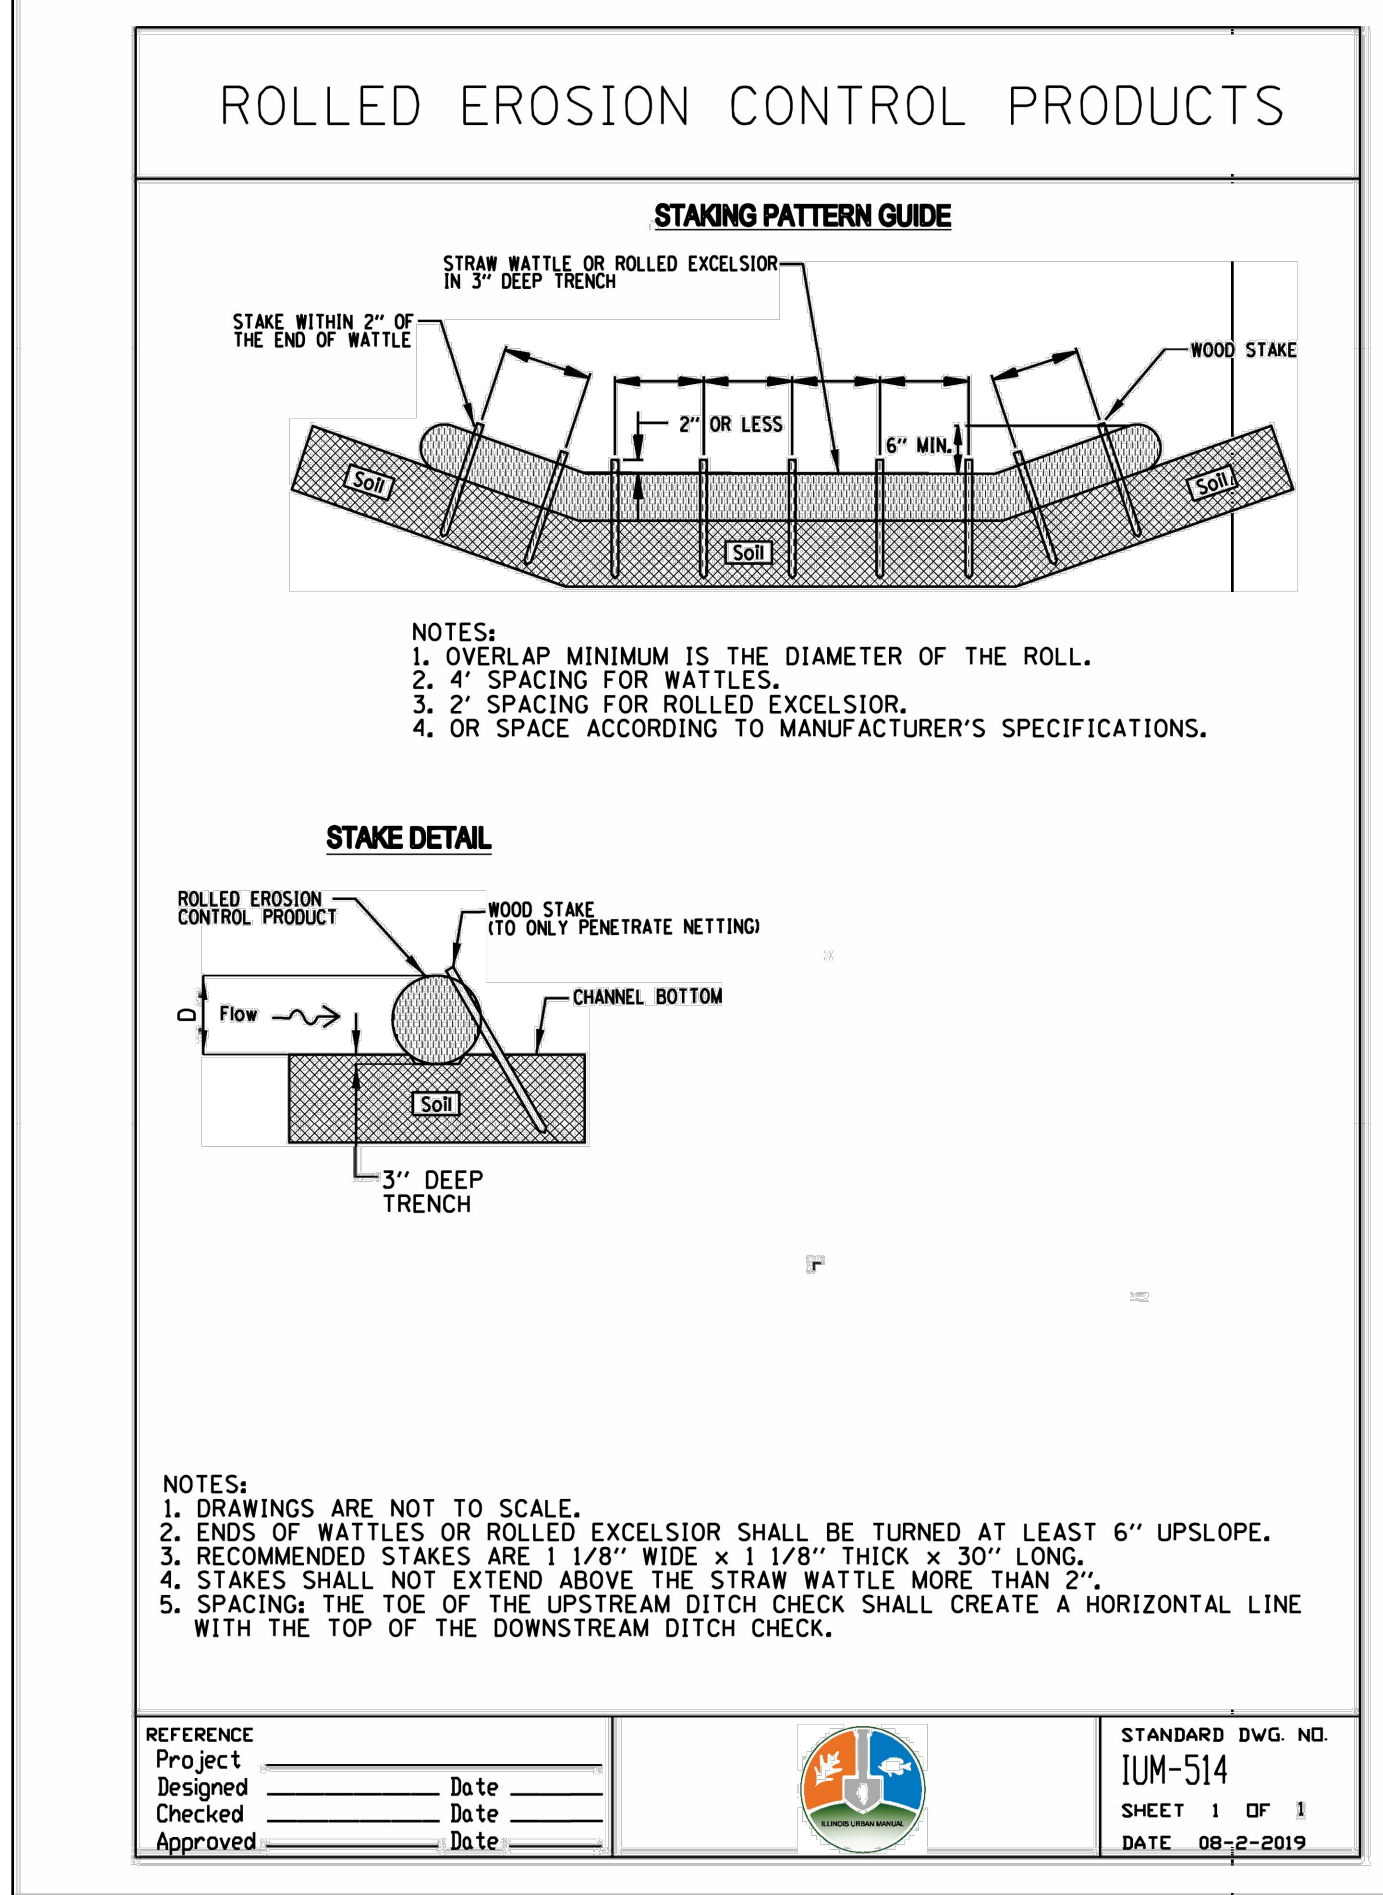 ROLLED EROSION CONTROL PRODUCTS
STAKING PATTERN GUIDE
STRAW WATTLE OR ROLLED EXCELSIOR
IN 3" DEEP TRENCH
STAKE WITHIN 2" OF
THE END OF WATTLE
WOOD STAKE
2" OR LESS
6" MIN.
Soil
Soil
Soil
NOTES:
1. OVERLAP MINIMUM IS THE DIAMETER OF THE ROLL.
2. 4' SPACING FOR WATTLES.
3. 2' SPACING FOR ROLLED EXCELSIOR.
4. OR SPACE ACCORDING TO MANUFACTURER'S SPECIFICATIONS.
STAKE DETAIL
ROLLED EROSION
CONTROL PRODUCT
WOOD STAKE
(TO ONLY PENETRATE NETTING)
CHANNEL BOTTOM
D
Flow
Soil
3" DEEP
TRENCH
NOTES:
1. DRAWINGS ARE NOT TO SCALE.
2. ENDS OF WATTLES OR ROLLED EXCELSIOR SHALL BE TURNED AT LEAST 6" UPSLOPE.
3. RECOMMENDED STAKES ARE 1 1/8" WIDE x 1 1/8" THICK x 30" LONG.
4. STAKES SHALL NOT EXTEND ABOVE THE STRAW WATTLE MORE THAN 2".
5. SPACING: THE TOE OF THE UPSTREAM DITCH CHECK SHALL CREATE A HORIZONTAL LINE
WITH THE TOP OF THE DOWNSTREAM DITCH CHECK.
REFERENCE
Project
Designed Date
Checked Date
Approved Date
ILLINOIS URBAN MANUAL
STANDARD DWG. NO.
IUM-514
SHEET 1 OF 1
DATE 08-2-2019